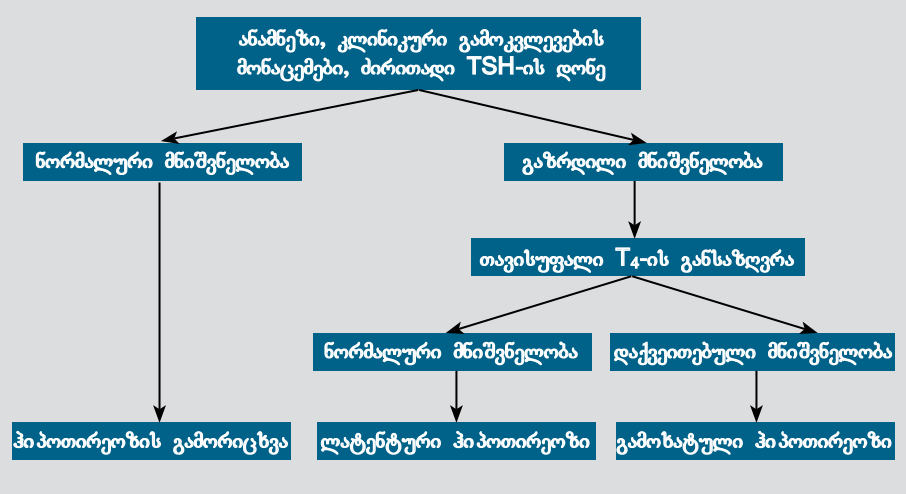 ანამნეზი, კლინიკური გამოკვლევების
მონაცემები, ძირითადი TSH-ის დონე
ნორმალური მნიშვნელობა
გაზრდილი მნიშვნელობა
თავისუფალი T₄-ის განსაზღვრა
ნორმალური მნიშვნელობა
დაქვეითებული მნიშვნელობა
ჰიპოთირეოზის გამორიცხვა
ლატენტური ჰიპოთირეოზი
გამოხატული ჰიპოთირეოზი